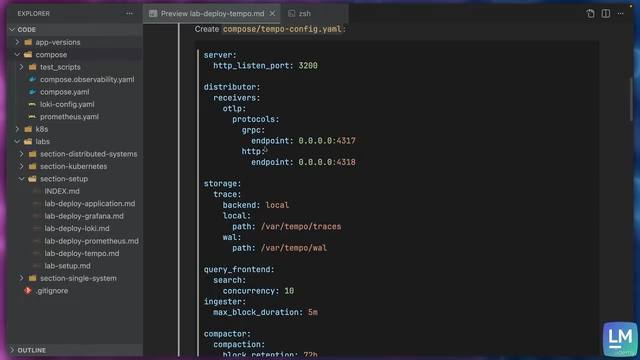 EXPLORER
CODE
app-versions
compose
test_scripts
compose.observability.yaml
compose.yaml
loki-config.yaml
prometheus.yaml
k8s
labs
section-distributed-systems
section-kubernetes
section-setup
INDEX.md
lab-deploy-application.md
lab-deploy-grafana.md
lab-deploy-loki.md
lab-deploy-prometheus.md
lab-deploy-tempo.md
lab-setup.md
section-single-system
.gitignore
OUTLINE
Preview lab-deploy-tempo.md
zsh
Create compose/tempo-config.yaml:
server:
http_listen_port: 3200
distributor:
receivers:
otlp:
protocols:
grpc:
endpoint: 0.0.0.0:4317
http:
endpoint: 0.0.0.0:4318
storage:
trace:
backend: local
local:
path: /var/tempo/traces
wal:
path: /var/tempo/wal
query_frontend:
search:
concurrency: 10
ingester:
max_block_duration: 5m
compactor:
compaction:
block_retention: 72h
LM
udemy